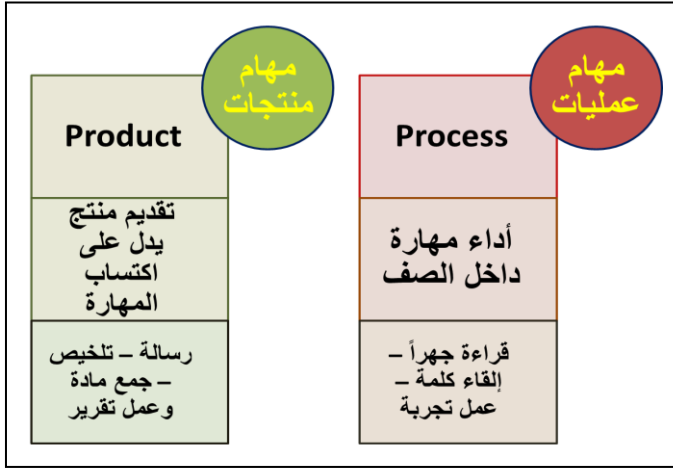 مهام
عمليات
Process
أداء مهارة
داخل الصف
قراءة جهراً –
إلقاء كلمة –
عمل تجربة
مهام
منتجات
Product
تقديم منتج
يدل على
اكتساب
المهارة
رسالة – تلخيص
– جمع مادة
وعمل تقرير